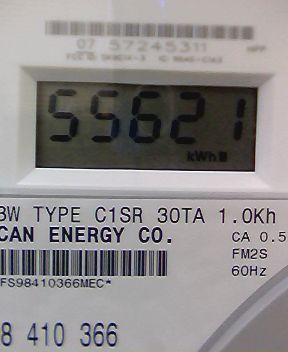 07 57245311
55621
kWh
3W TYPE C1SR 30TA 1.0Kh
CAN ENERGY CO.
CA 0.5
FM2S
60Hz
FS98410366MEC*
8 410 366